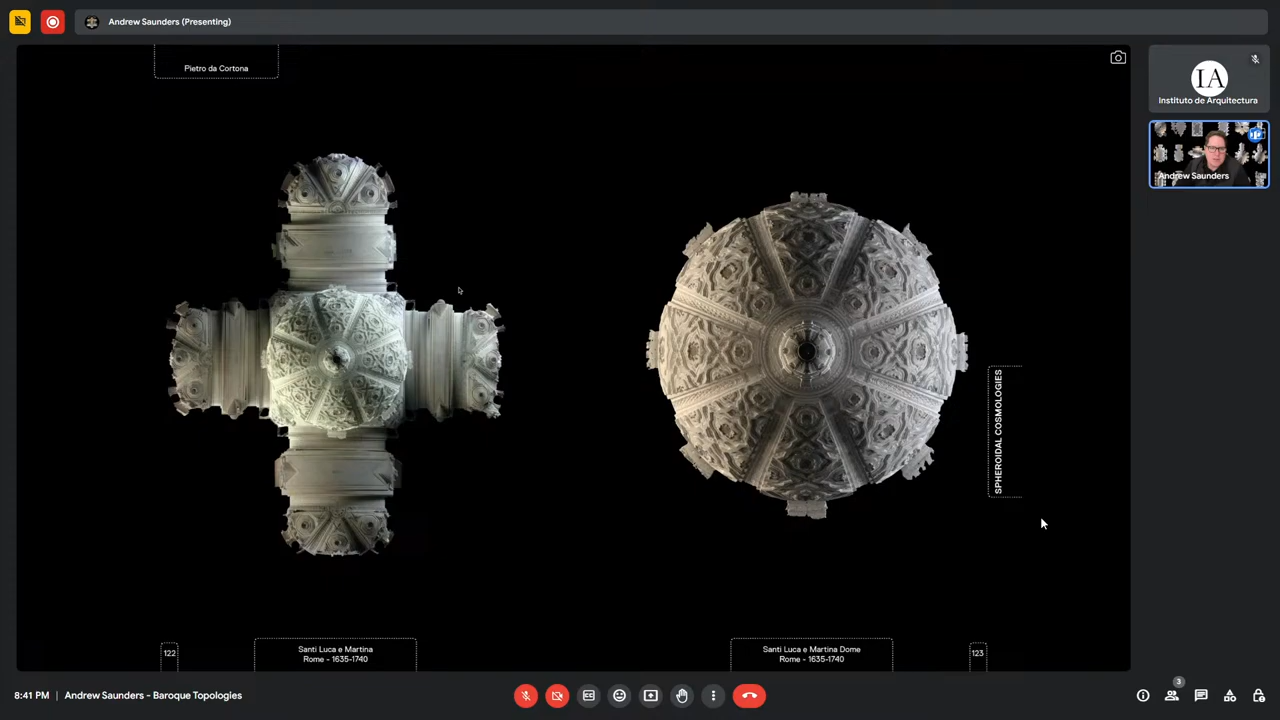 Andrew Saunders (Presenting)
Pietro da Cortona
IA
Instituto de Arquitectura
Andrew Saunders
SPHEROIDAL COSMOLOGIES
122
Santi Luca e Martina
Rome - 1635-1740
Santi Luca e Martina Dome
Rome - 1635-1740
123
8:41 PM | Andrew Saunders - Baroque Topologies
3